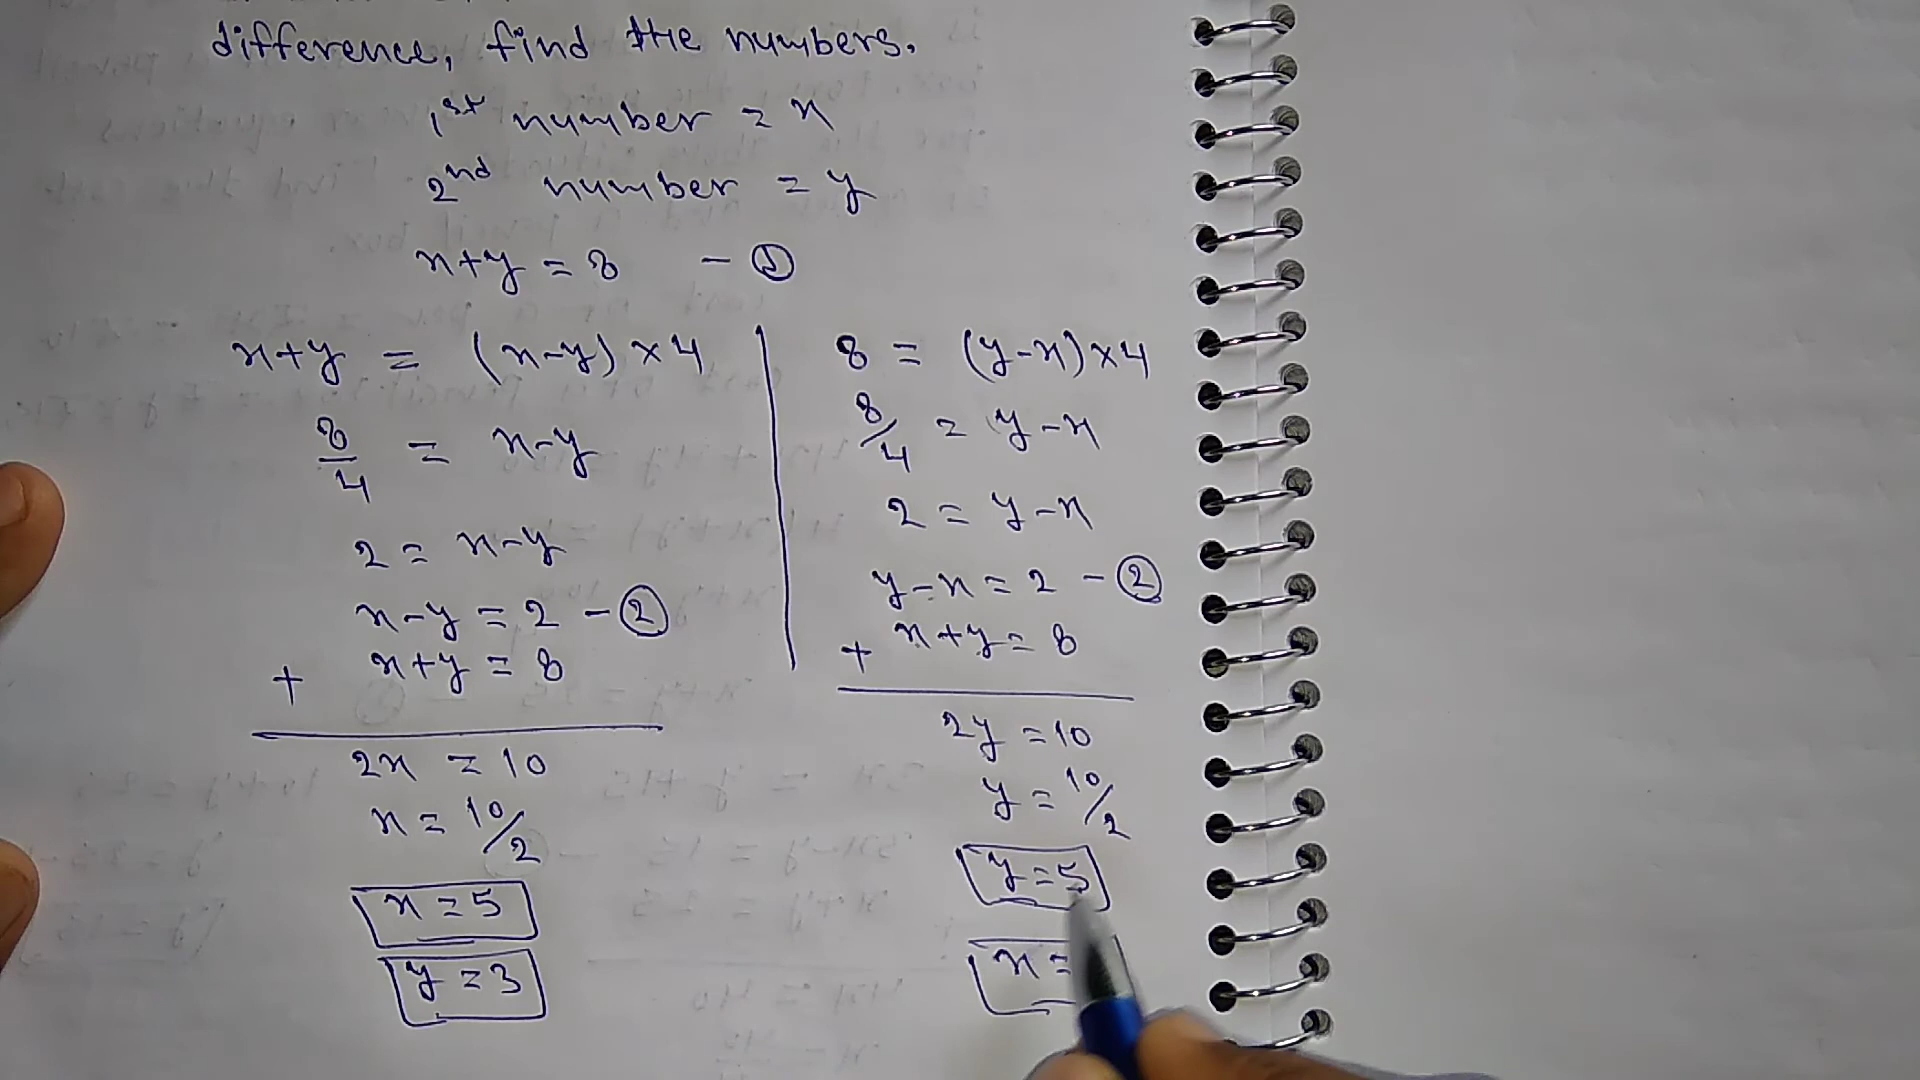 difference, find the numbers.
1st number = x
2nd number = y
x+y = 8 - ①
x+y = (x-y) × 4
8/4 = x-y
2 = x-y
x-y = 2 - ②
+ x+y = 8
2x = 10
x = 10/2
x = 5
y = 3
8 = (y-x) × 4
8/4 = y-x
2 = y-x
y-x = 2 - ②
+ x+y = 8
2y = 10
y = 10/2
y = 5
x =